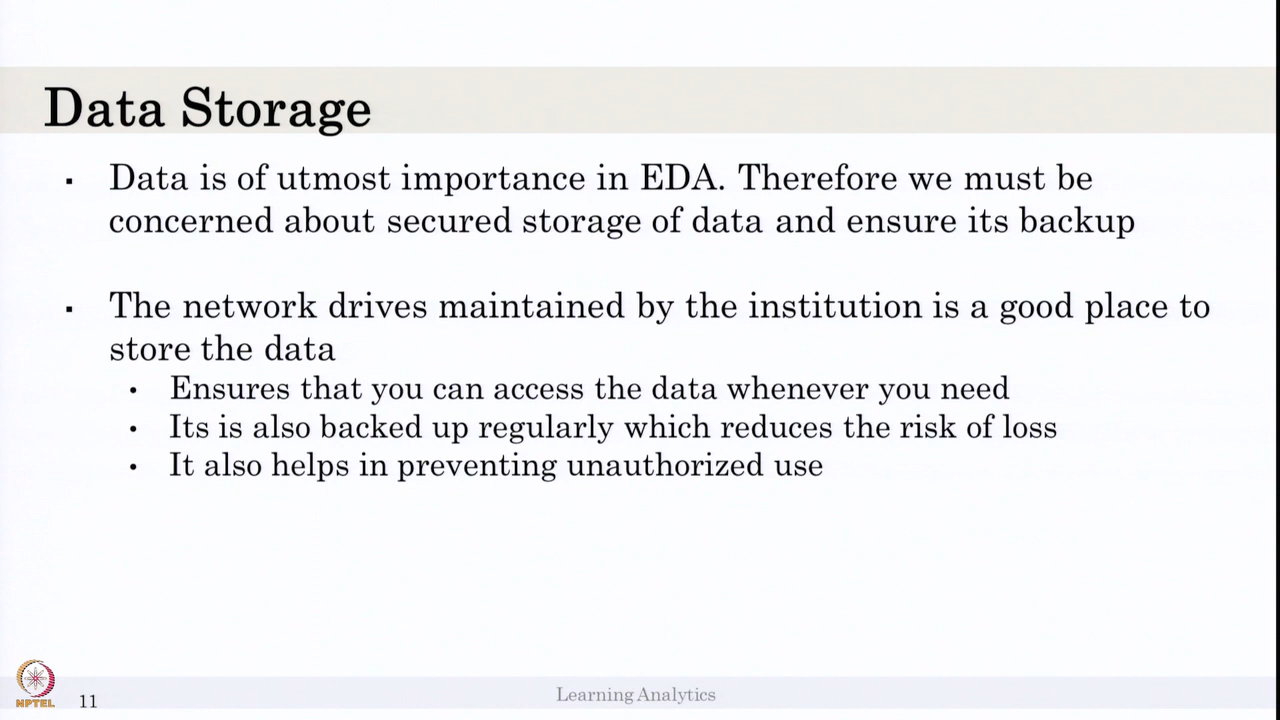 Data Storage
▪ Data is of utmost importance in EDA. Therefore we must be
concerned about secured storage of data and ensure its backup
▪ The network drives maintained by the institution is a good place to
store the data
• Ensures that you can access the data whenever you need
• Its is also backed up regularly which reduces the risk of loss
• It also helps in preventing unauthorized use
NPTEL
11
Learning Analytics